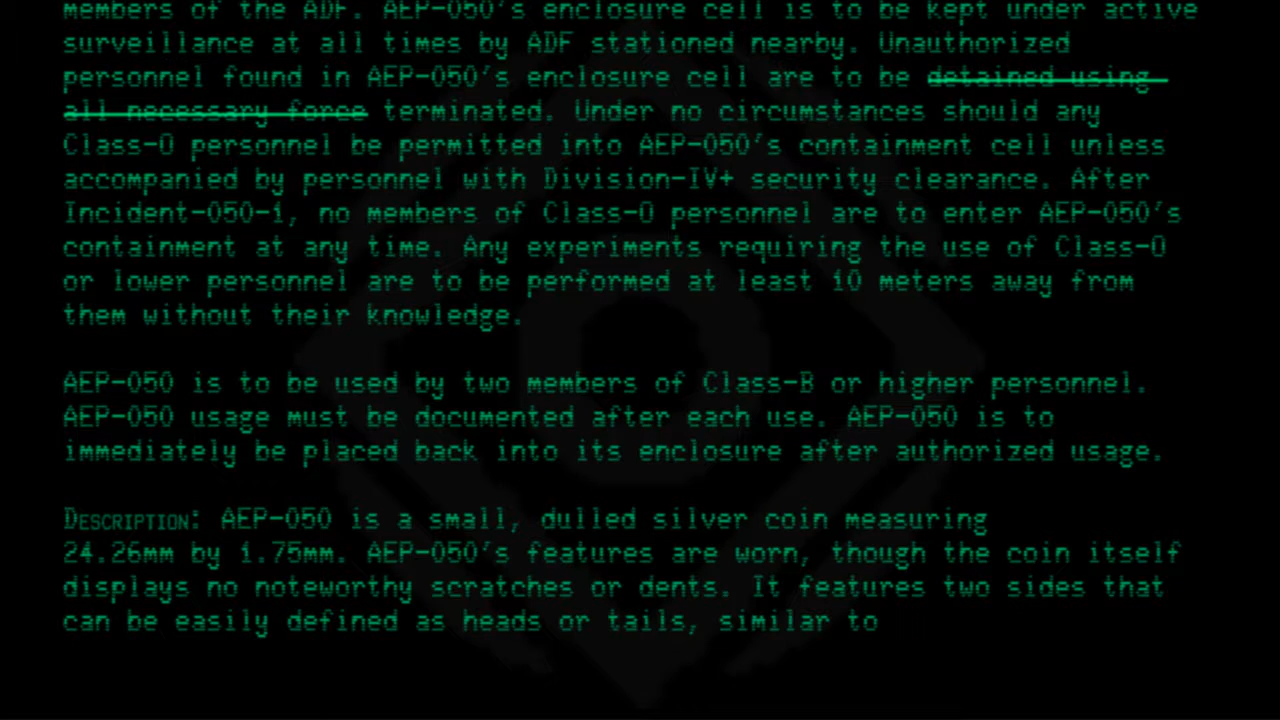 members of the ADF. AEP-050's enclosure cell is to be kept under active
surveillance at all times by ADF stationed nearby. Unauthorized
personnel found in AEP-050's enclosure cell are to be detained using
all necessary force terminated. Under no circumstances should any
Class-O personnel be permitted into AEP-050's containment cell unless
accompanied by personnel with Division-IV+ security clearance. After
Incident-050-1, no members of Class-O personnel are to enter AEP-050's
containment at any time. Any experiments requiring the use of Class-O
or lower personnel are to be performed at least 10 meters away from
them without their knowledge.
AEP-050 is to be used by two members of Class-B or higher personnel.
AEP-050 usage must be documented after each use. AEP-050 is to
immediately be placed back into its enclosure after authorized usage.
DESCRIPTION: AEP-050 is a small, dulled silver coin measuring
24.26mm by 1.75mm. AEP-050's features are worn, though the coin itself
displays no noteworthy scratches or dents. It features two sides that
can be easily defined as heads or tails, similar to